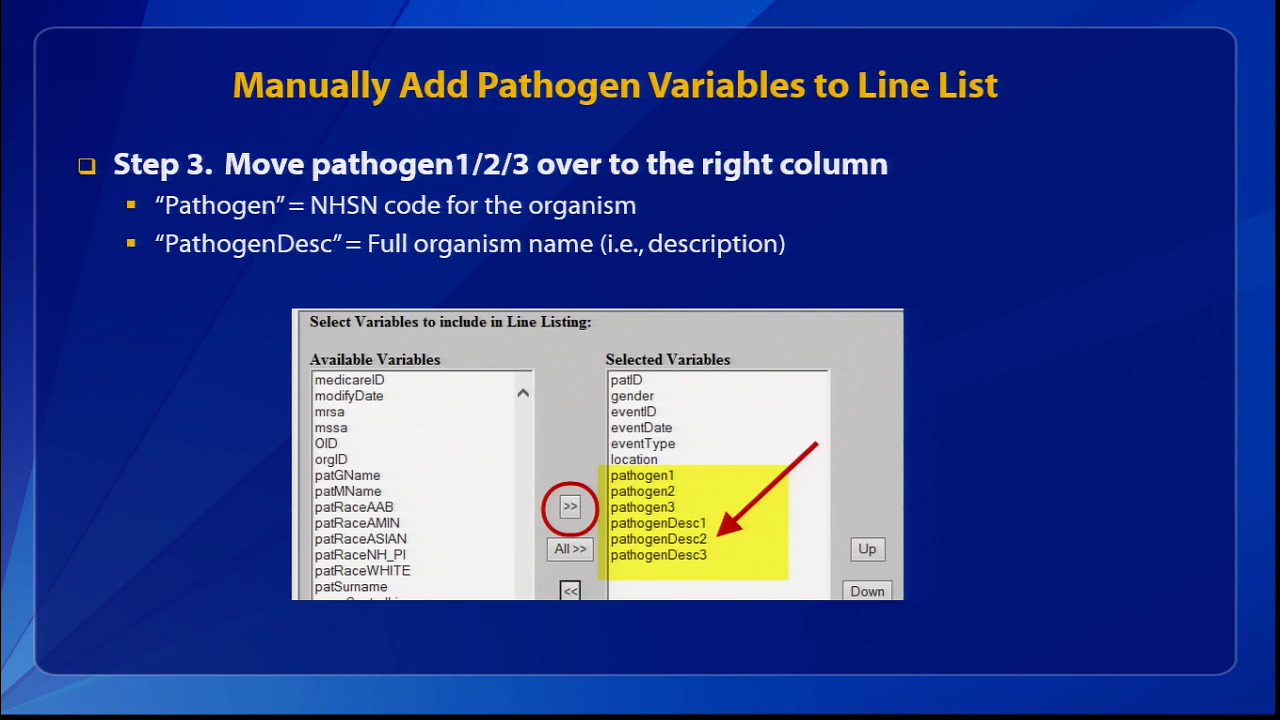 Manually Add Pathogen Variables to Line List
Step 3. Move pathogen1/2/3 over to the right column
“Pathogen” = NHSN code for the organism
“PathogenDesc” = Full organism name (i.e., description)
Select Variables to include in Line Listing:
Available Variables
medicareID
modifyDate
mrsa
mssa
OID
orgID
patGName
patMName
patRaceAAB
patRaceAMIN
patRaceASIAN
patRaceNH_PI
patRaceWHITE
patSurname
>>
All >>
<<
Selected Variables
patID
gender
eventID
eventDate
eventType
location
pathogen1
pathogen2
pathogen3
pathogenDesc1
pathogenDesc2
pathogenDesc3
Up
Down